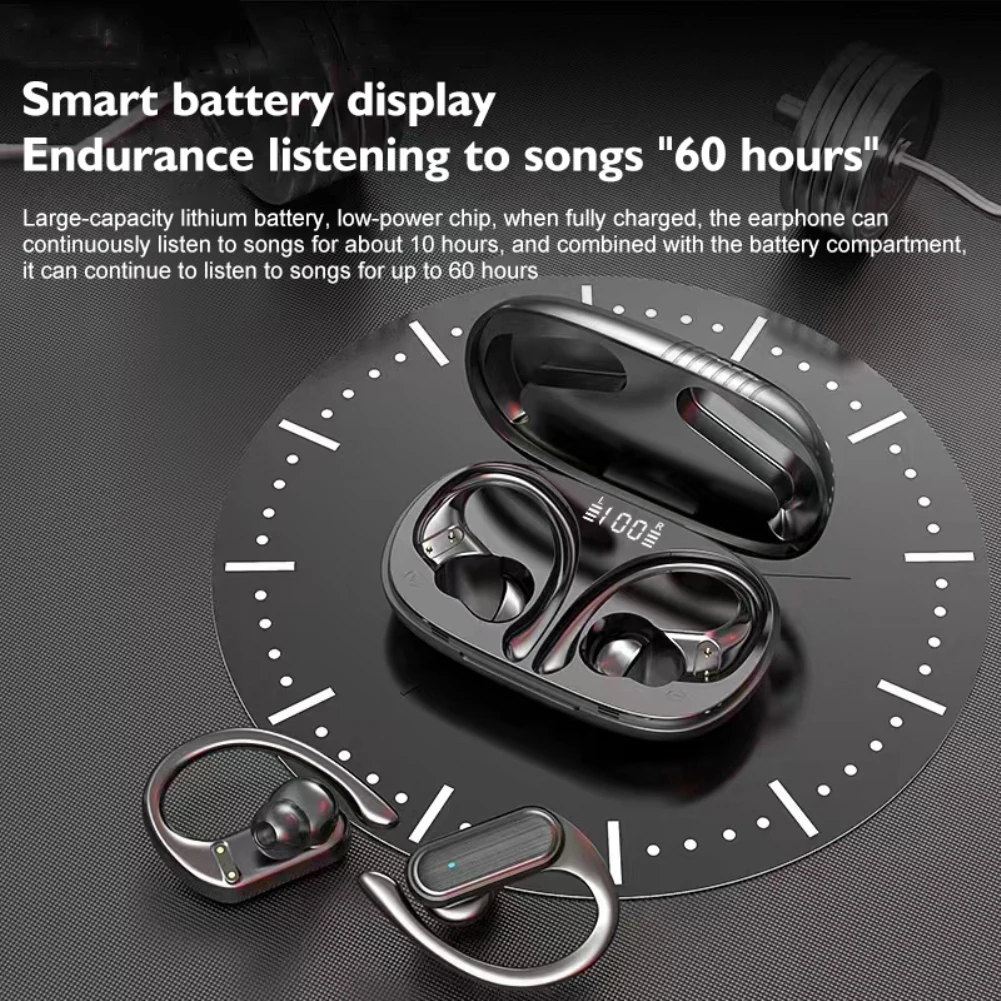 Smart battery display
Endurance listening to songs "60 hours"
Large-capacity lithium battery, low-power chip, when fully charged, the earphone can
continuously listen to songs for about 10 hours, and combined with the battery compartment,
it can continue to listen to songs for up to 60 hours
L 100 R